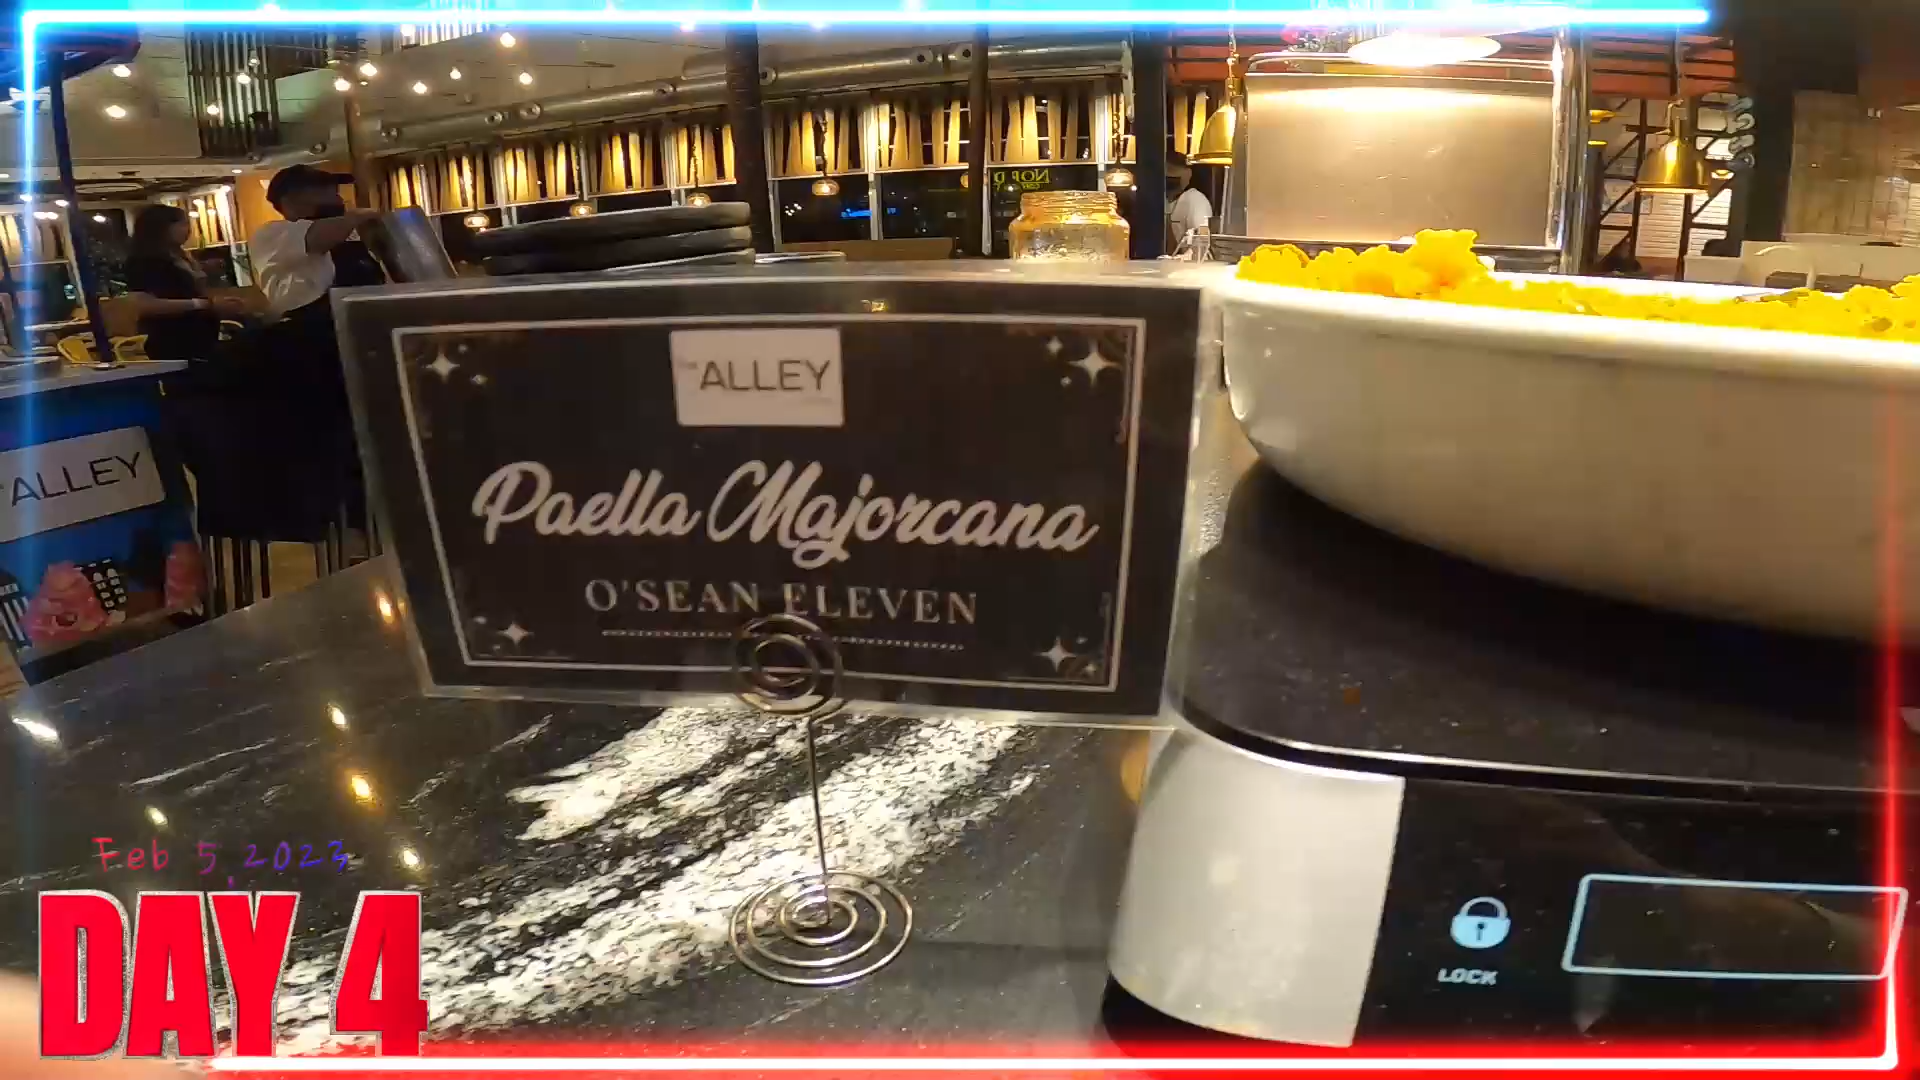 ALLEY
Paella Majorcana
O'SEAN ELEVEN
ALLEY
Feb 5,2023
DAY 4
LOCK